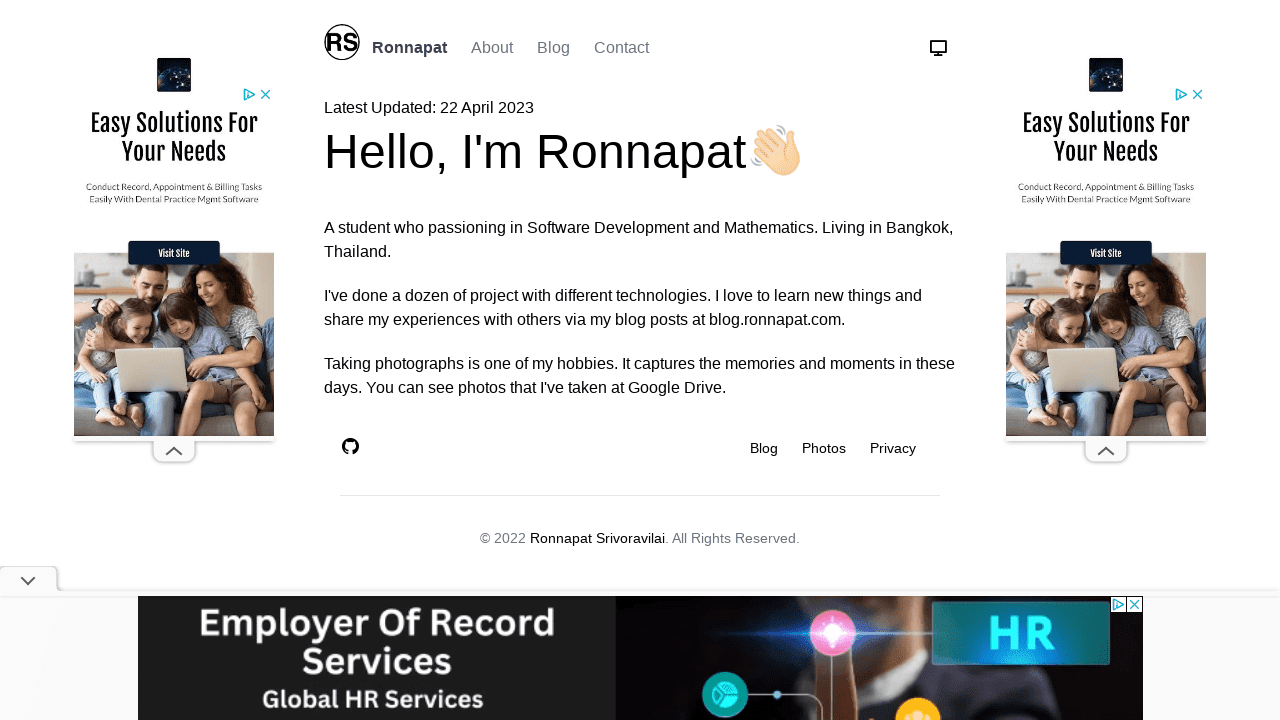 RS Ronnapat About Blog Contact
Latest Updated: 22 April 2023
Hello, I'm Ronnapat
A student who passioning in Software Development and Mathematics. Living in Bangkok,
Thailand.
I've done a dozen of project with different technologies. I love to learn new things and
share my experiences with others via my blog posts at blog.ronnapat.com.
Taking photographs is one of my hobbies. It captures the memories and moments in these
days. You can see photos that I've taken at Google Drive.
Blog Photos Privacy
© 2022 Ronnapat Srivoravilai. All Rights Reserved.
Easy Solutions For
Your Needs
Conduct Record, Appointment & Billing Tasks
Easily With Dental Practice Mgmt Software
Visit Site
Easy Solutions For
Your Needs
Conduct Record, Appointment & Billing Tasks
Easily With Dental Practice Mgmt Software
Visit Site
Employer Of Record
Services
Global HR Services
HR